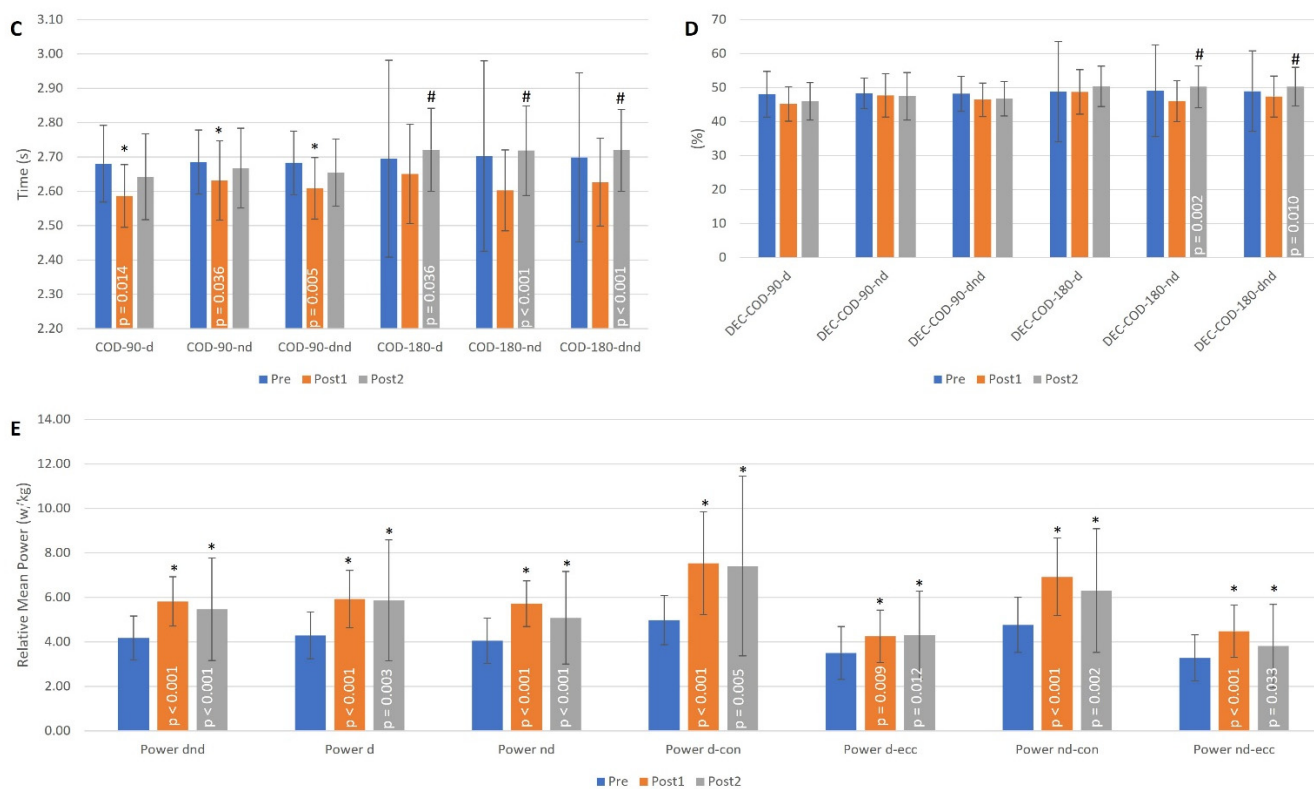 C
3.10
3.00
2.90
2.80
2.70
2.60
2.50
2.40
2.30
2.20
Time (s)
* * * # # #
p = 0.014
p = 0.036
p = 0.005
p = 0.036
p < 0.001
p < 0.001
COD-90-d COD-90-nd COD-90-dnd COD-180-d COD-180-nd COD-180-dnd
Pre Post1 Post2
D
70
60
50
40
30
20
10
0
(%)
# #
p = 0.002
p = 0.010
DEC-COD-90-d
DEC-COD-90-nd
DEC-COD-90-dnd
DEC-COD-180-d
DEC-COD-180-nd
DEC-COD-180-dnd
Pre Post1 Post2
E
14.00
12.00
10.00
8.00
6.00
4.00
2.00
0.00
Relative Mean Power (w/kg)
* * * * * * * * * * * * * *
p < 0.001
p < 0.001
p < 0.001
p = 0.003
p < 0.001
p < 0.001
p < 0.001
p = 0.005
p = 0.009
p = 0.012
p < 0.001
p = 0.002
p < 0.001
p = 0.033
Power dnd Power d Power nd Power d-con Power d-ecc Power nd-con Power nd-ecc
Pre Post1 Post2